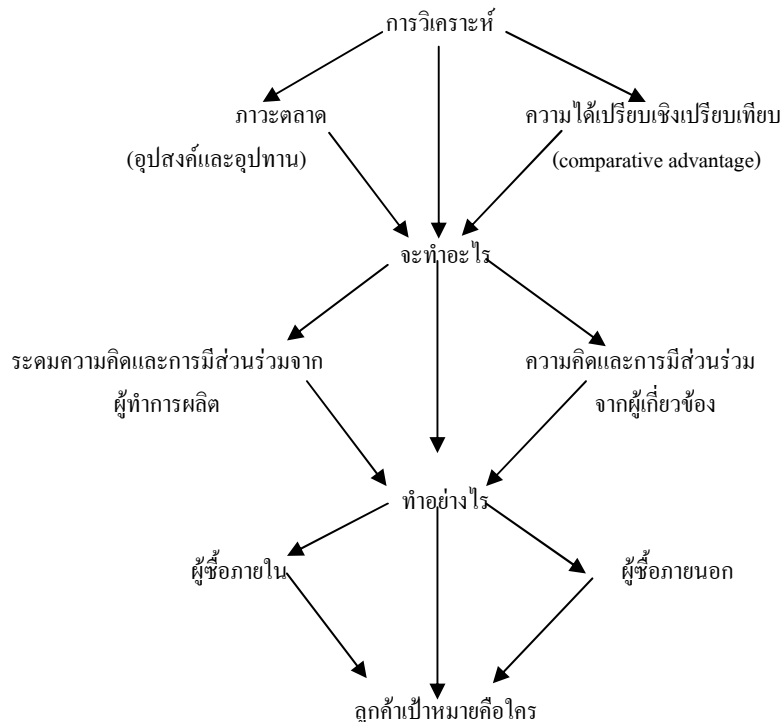 การวิเคราะห์
ภาวะตลาด
(อุปสงค์และอุปทาน)
ความได้เปรียบเชิงเปรียบเทียบ
(comparative advantage)
จะทำอะไร
ระดมความคิดและการมีส่วนร่วมจาก
ผู้ทำการผลิต
ความคิดและการมีส่วนร่วม
จากผู้เกี่ยวข้อง
ทำอย่างไร
ผู้ซื้อภายใน
ผู้ซื้อภายนอก
ลูกค้าเป้าหมายคือใคร